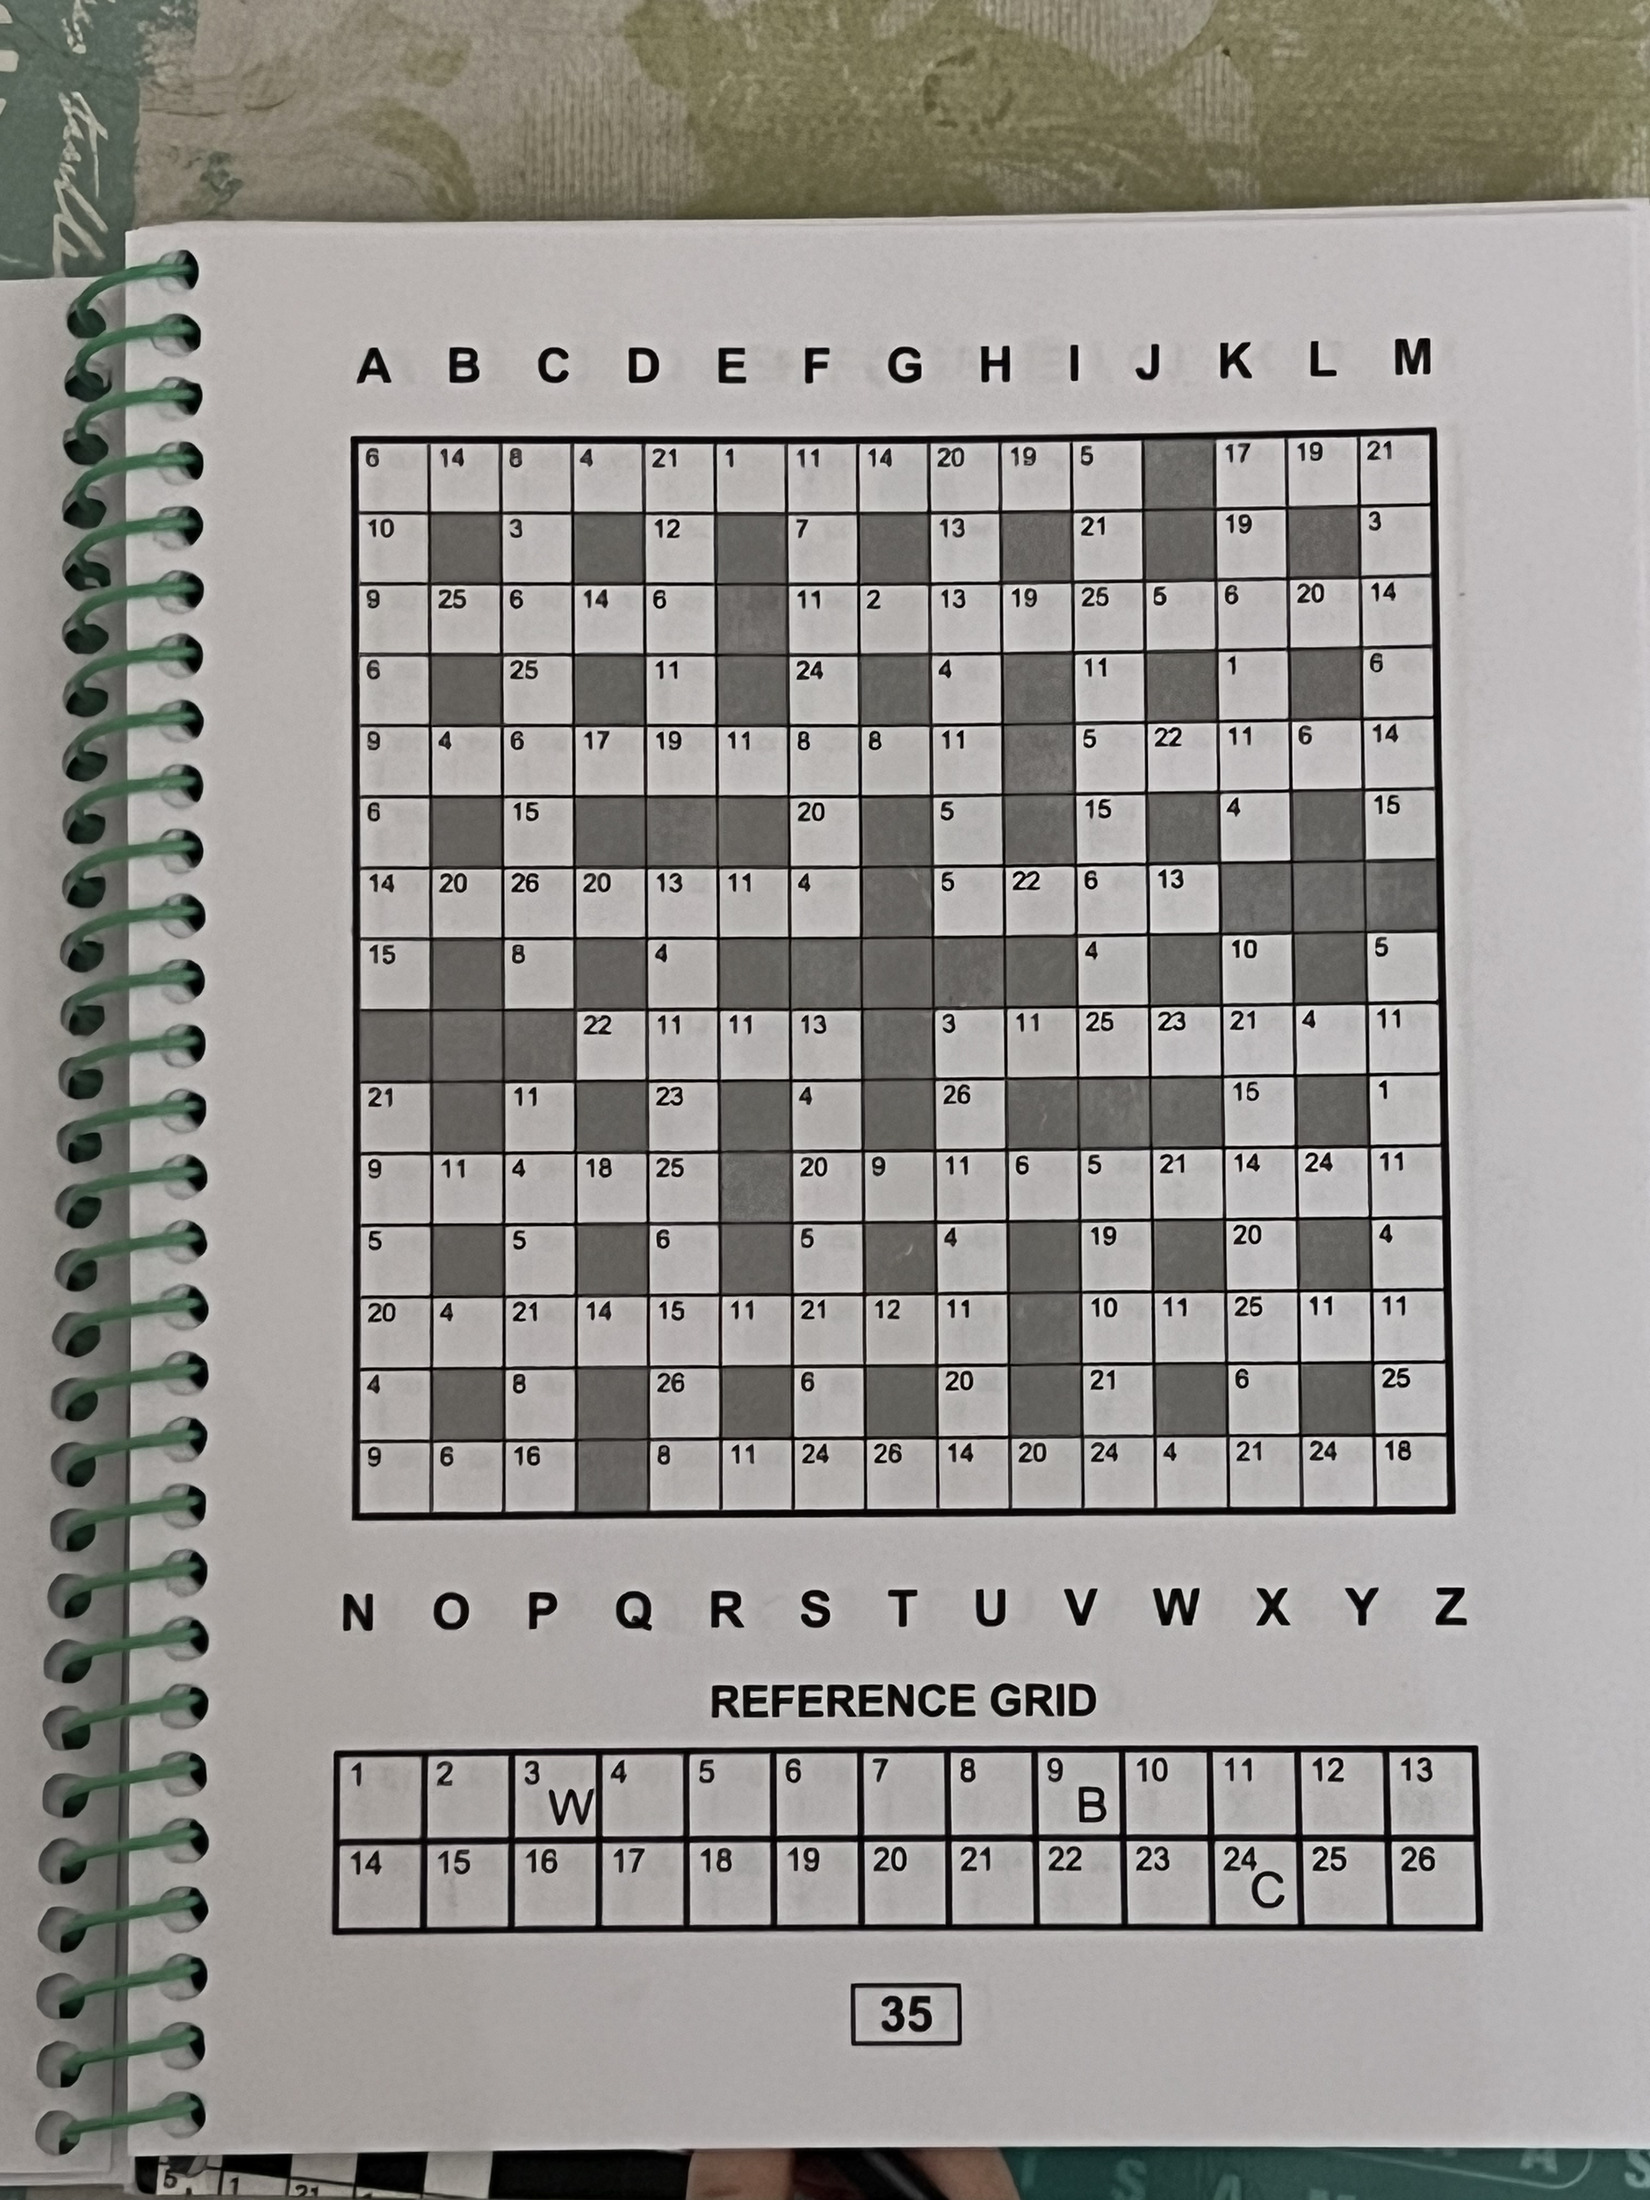 A B C D E F G H I J K L M
6 14 8 4 21 1 11 14 20 19 5 17 19 21
10 3 12 7 13 21 19 3
9 25 6 14 6 11 2 13 19 25 5 6 20 14
6 25 11 24 4 11 1 6
9 4 6 17 19 11 8 8 11 5 22 11 6 14
6 15 20 5 15 4 15
14 20 26 20 13 11 4 5 22 6 13
15 8 4 4 10 5
22 11 11 13 3 11 25 23 21 4 11
21 11 23 4 26 15 1
9 11 4 18 25 20 9 11 6 5 21 14 24 11
5 5 6 5 4 19 20 4
20 4 21 14 15 11 21 12 11 10 11 25 11 11
4 8 26 6 20 21 6 25
9 6 16 8 11 24 26 14 20 24 4 21 24 18
N O P Q R S T U V W X Y Z
REFERENCE GRID
1 2 3 W 4 5 6 7 8 9 B 10 11 12 13
14 15 16 17 18 19 20 21 22 23 24 C 25 26
35
5 1 21